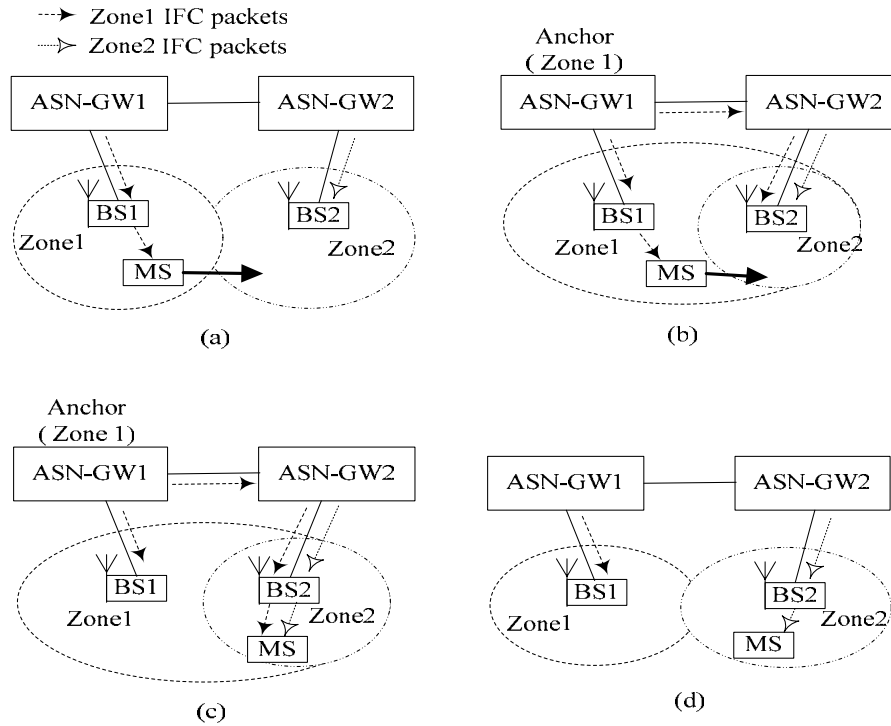 Zone1 IFC packets
Zone2 IFC packets
ASN-GW1
ASN-GW2
BS1
BS2
Zone1
Zone2
MS
(a)
Anchor
( Zone 1)
ASN-GW1
ASN-GW2
BS1
BS2
Zone1
Zone2
MS
(b)
Anchor
( Zone 1)
ASN-GW1
ASN-GW2
BS1
BS2
Zone1
Zone2
MS
(c)
ASN-GW1
ASN-GW2
BS1
BS2
Zone1
Zone2
MS
(d)